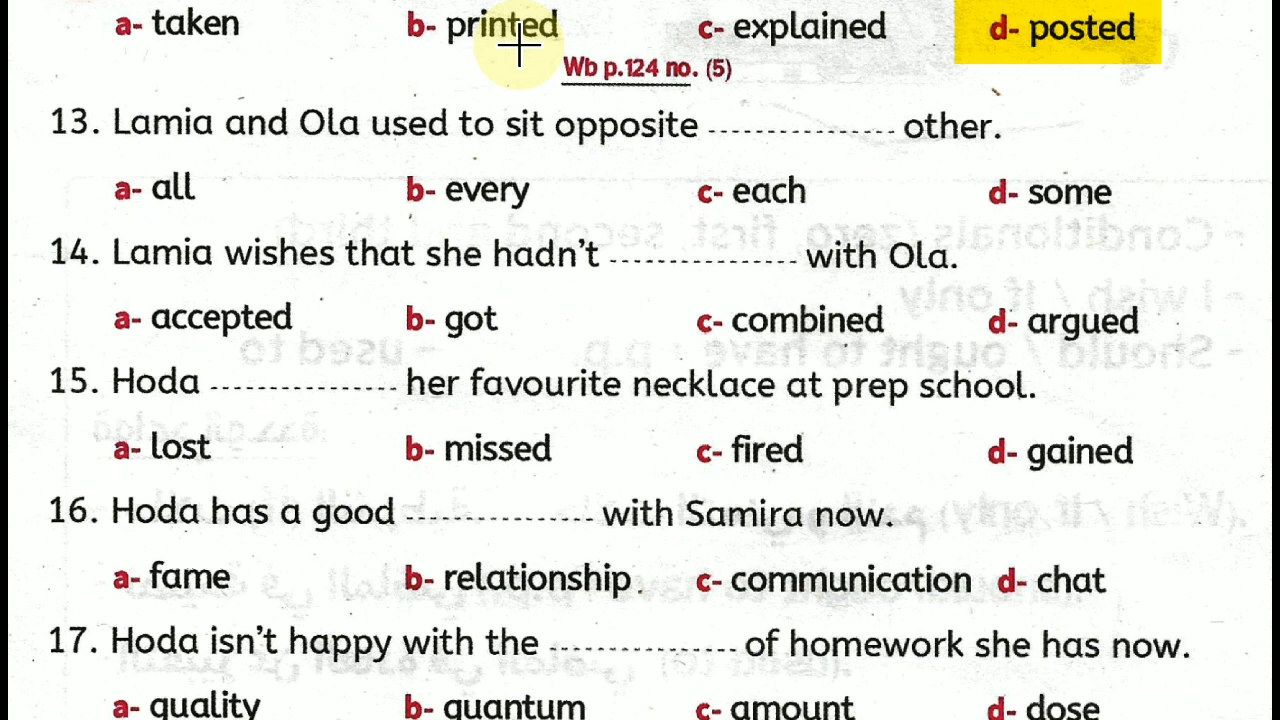 a- taken b- printed c- explained d- posted
Wb p.124 no. (5)
13. Lamia and Ola used to sit opposite --------------- other.
a- all b- every c- each d- some
14. Lamia wishes that she hadn't --------------- with Ola.
a- accepted b- got c- combined d- argued
15. Hoda --------------- her favourite necklace at prep school.
a- lost b- missed c- fired d- gained
16. Hoda has a good --------------- with Samira now.
a- fame b- relationship c- communication d- chat
17. Hoda isn't happy with the --------------- of homework she has now.
a- quality b- quantum c- amount d- dose